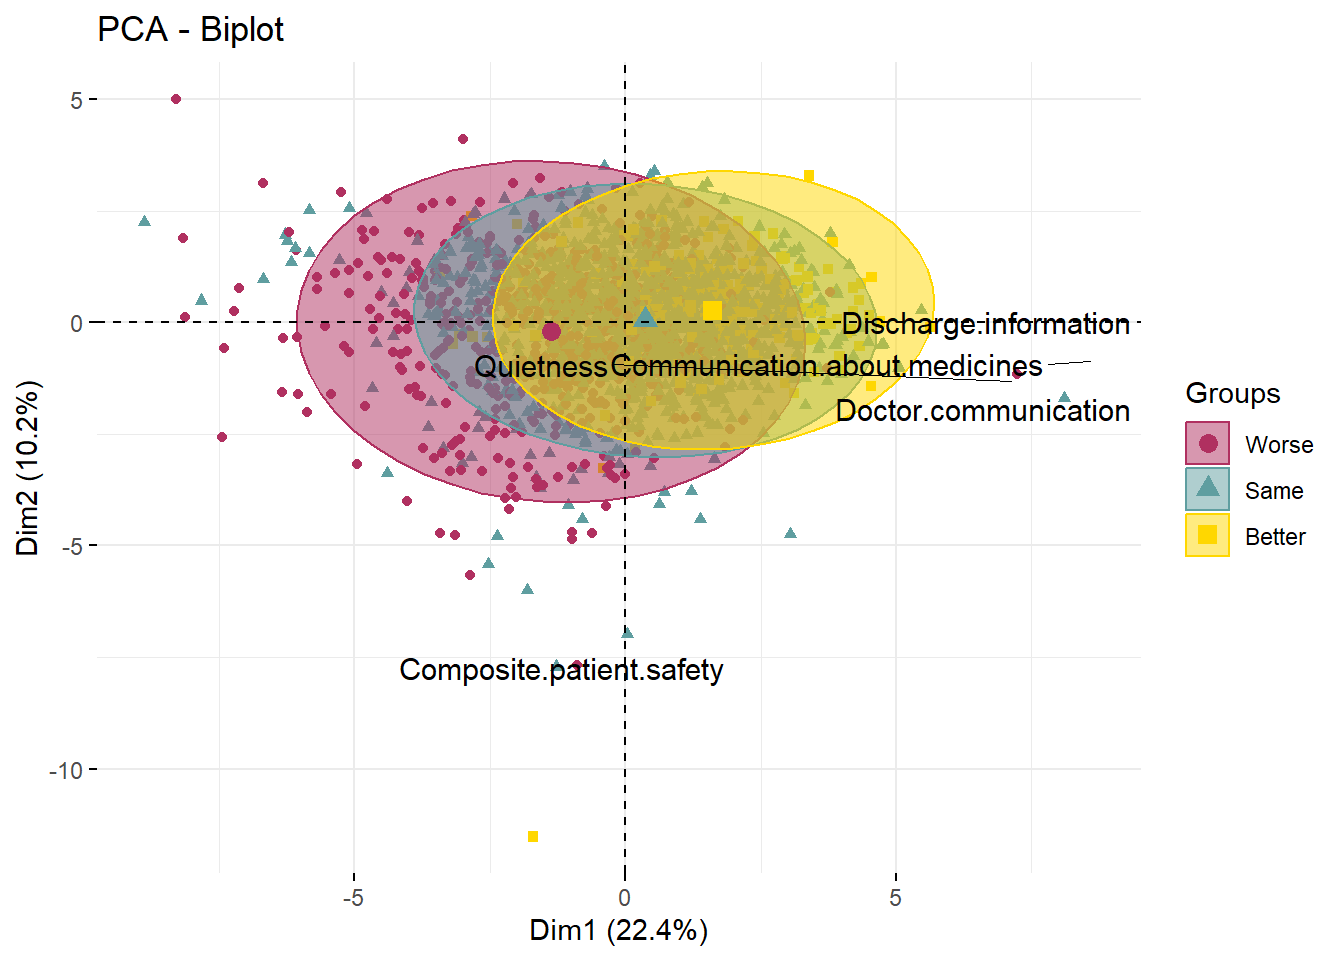 PCA - Biplot
5
0
-5
-10
Dim2 (10.2%)
Discharge.information
Quietness
Communication.about.medicines
Doctor.communication
Composite.patient.safety
-5
0
5
Dim1 (22.4%)
Groups
Worse
Same
Better